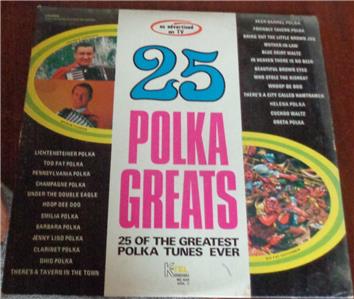 as advertised
on TV
25
POLKA
GREATS
25 OF THE GREATEST
POLKA TUNES EVER
K-TEL
BEER BARREL POLKA
FRIENDLY TAVERN POLKA
BRING OUT THE LITTLE BROWN JUG
MOTHER-IN-LAW
BLUE SKIRT WALTZ
IN HEAVEN THERE IS NO BEER
BEAUTIFUL BROWN EYES
WHO STOLE THE KISHKA?
WHOOP DE DOO
THERE'S A CITY CALLED HAMTRAMCK
HELENA POLKA
CUCKOO WALTZ
GRETA POLKA
LICHTENSTEINER POLKA
TOO FAT POLKA
PENNSYLVANIA POLKA
CHAMPAGNE POLKA
UNDER THE DOUBLE EAGLE
HOOP DEE DOO
EMILIA POLKA
BARBARA POLKA
JENNY LIND POLKA
CLARINET POLKA
OHIO POLKA
THERE'S A TAVERN IN THE TOWN